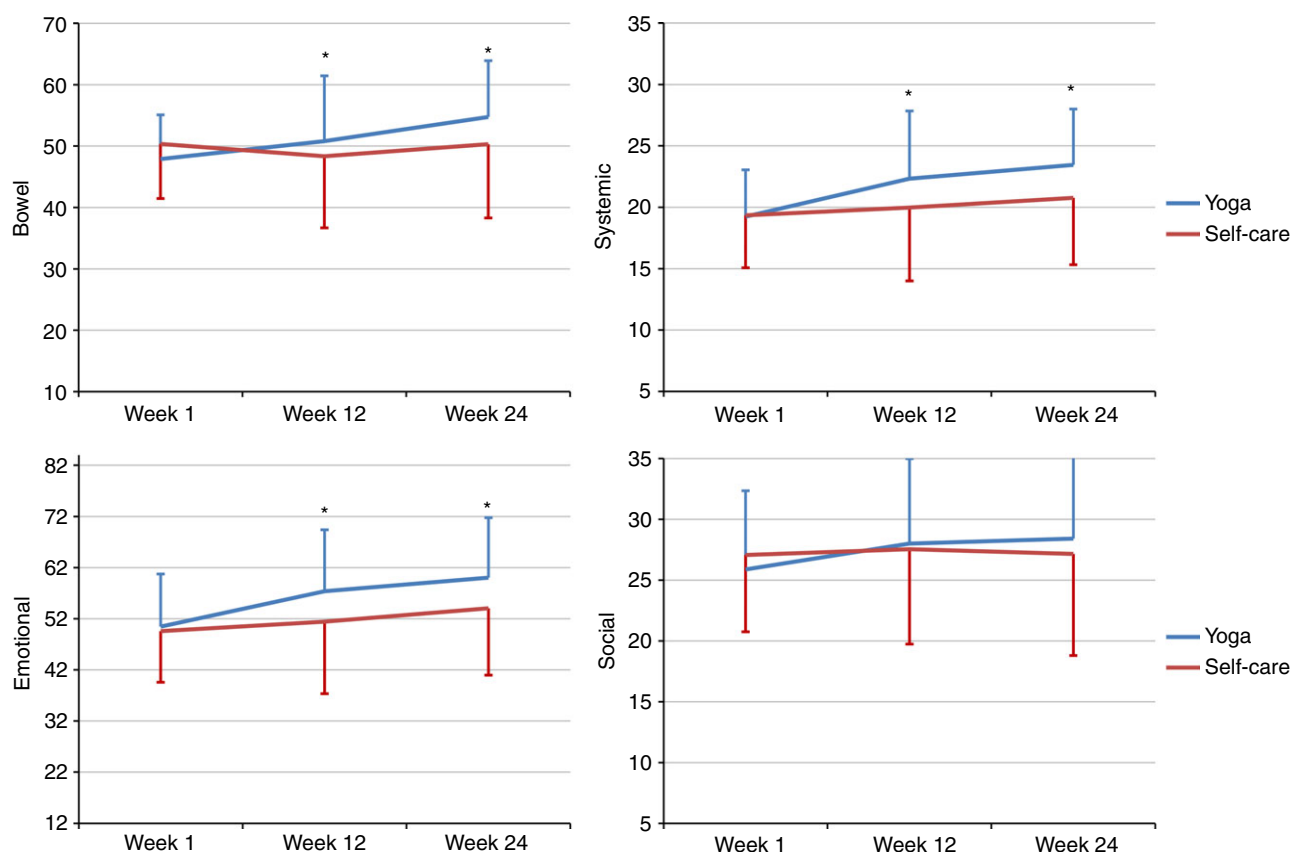 70
60
50
40
30
20
10
Bowel
* *
Week 1 Week 12 Week 24
35
30
25
20
15
10
5
Systemic
* *
Week 1 Week 12 Week 24
Yoga
Self-care
82
72
62
52
42
32
22
12
Emotional
* *
Week 1 Week 12 Week 24
35
30
25
20
15
10
5
Social
Week 1 Week 12 Week 24
Yoga
Self-care